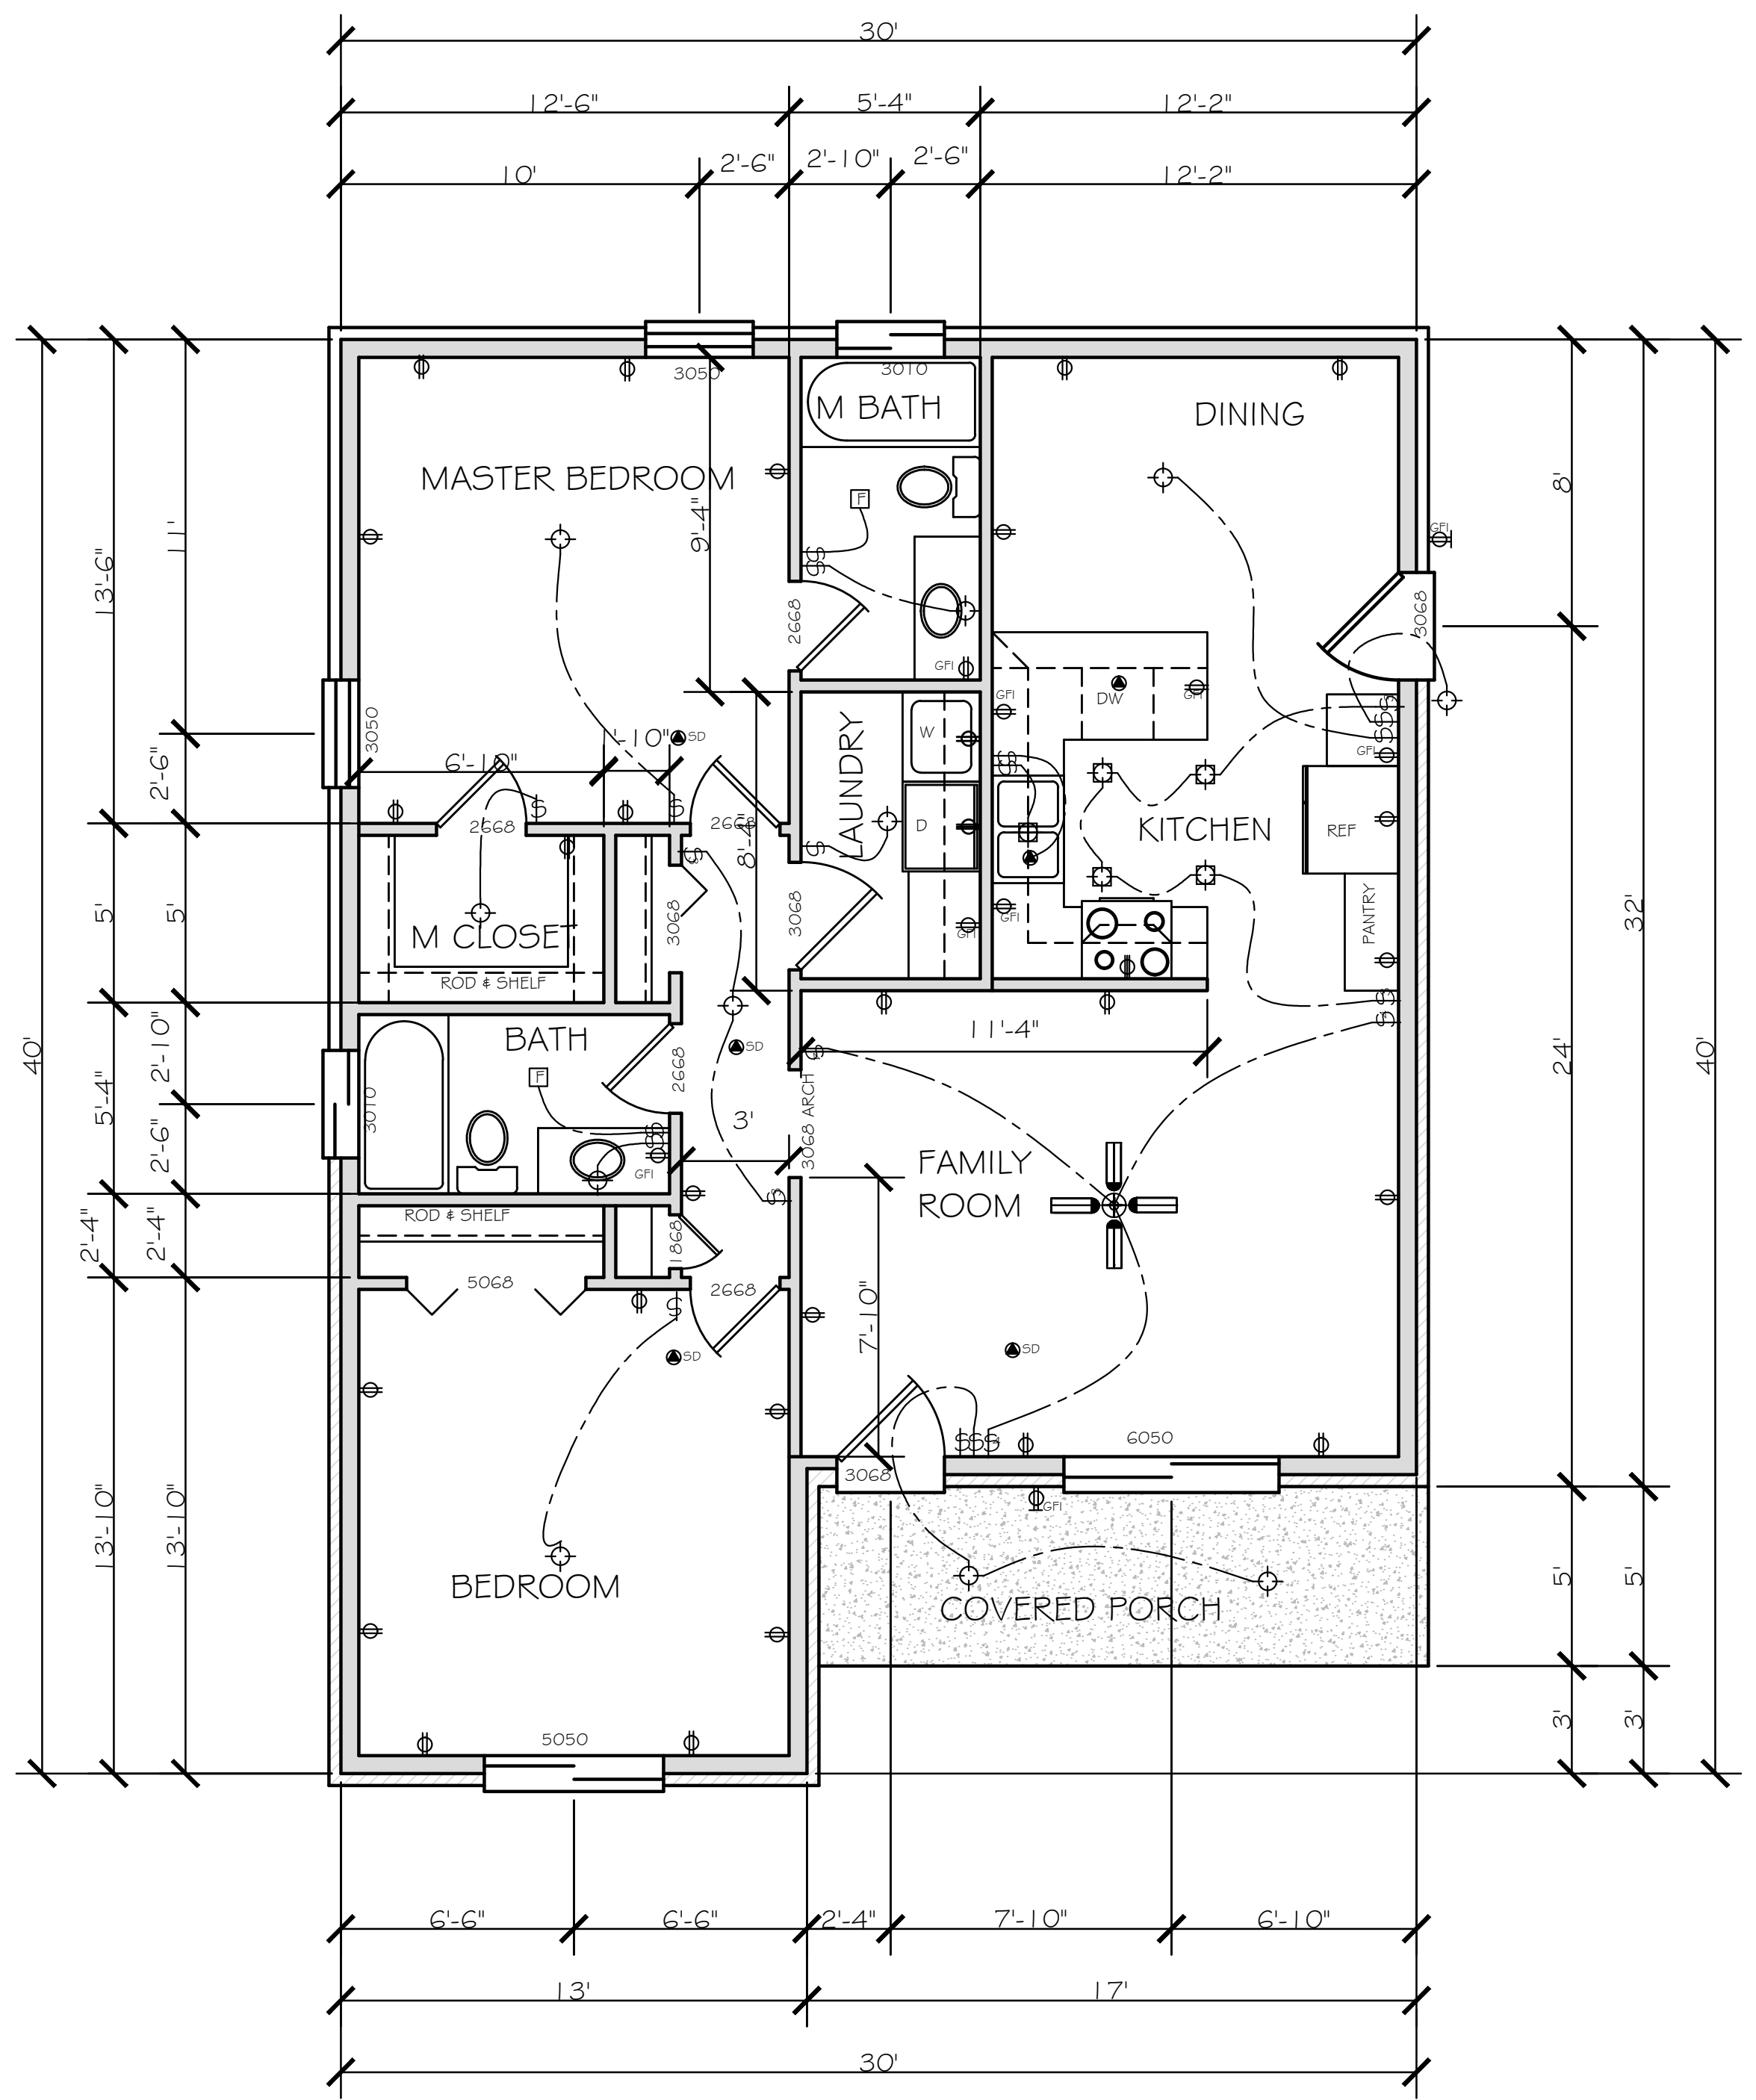 30'
12'-6"
5'-4"
12'-2"
10'
2'-6"
2'-10"
2'-6"
12'-2"
3050
3010
M BATH
DINING
MASTER BEDROOM
F
9'-4"
SS
GFI
8'
11'
13'-6"
2668
3068
GFI
GFI
DW
GFI
3050
SD
W
LAUNDRY
SSS
GFI
6'-10"
2'-6"
SS
S
S
2668
2668
8'-4"
D
KITCHEN
REF
S
S
3068
3068
PANTRY
GFI
GFI
M CLOSET
ROD & SHELF
5'
5'
32'
40'
BATH
SD
S
11'-4"
S
S
24'
40'
2'-10"
5'-4"
F
2668
3010
3068 ARCH
3'
SS
GFI
2'-6"
FAMILY
ROOM
S
ROD & SHELF
2'-4"
2'-4"
1868
5068
2668
S
7'-10"
SD
SD
SSS
6050
3068
GFI
13'-10"
13'-10"
BEDROOM
COVERED PORCH
5'
5'
3'
3'
5050
6'-6"
6'-6"
2'-4"
7'-10"
6'-10"
13'
17'
30'